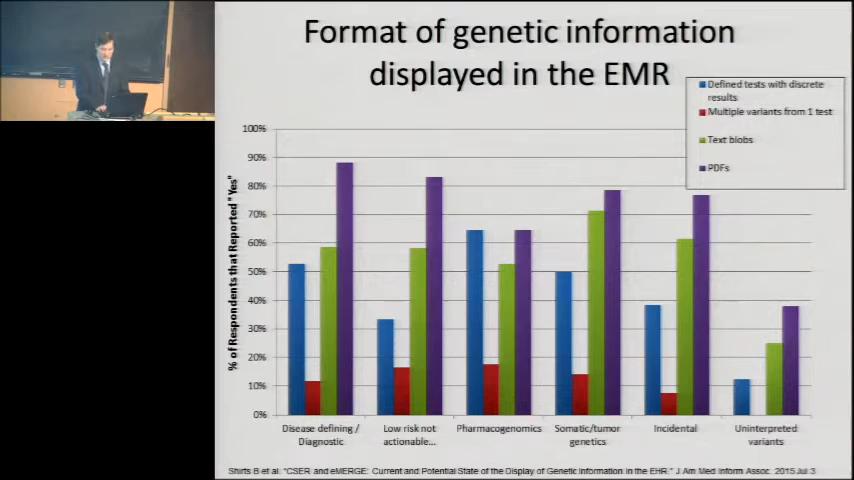 Format of genetic information
displayed in the EMR
Defined tests with discrete
results
Multiple variants from 1 test
Text blobs
PDFs
% of Respondents that Reported "Yes"
100%
90%
80%
70%
60%
50%
40%
30%
20%
10%
0%
Disease defining /
Diagnostic
Low risk not
actionable...
Pharmacogenomics
Somatic/tumor
genetics
Incidental
Uninterpreted
variants
Shirts B et al. "CSER and eMERGE: Current and Potential State of the Display of Genetic Information in the EHR." J Am Med Inform Assoc. 2015 Jul 3